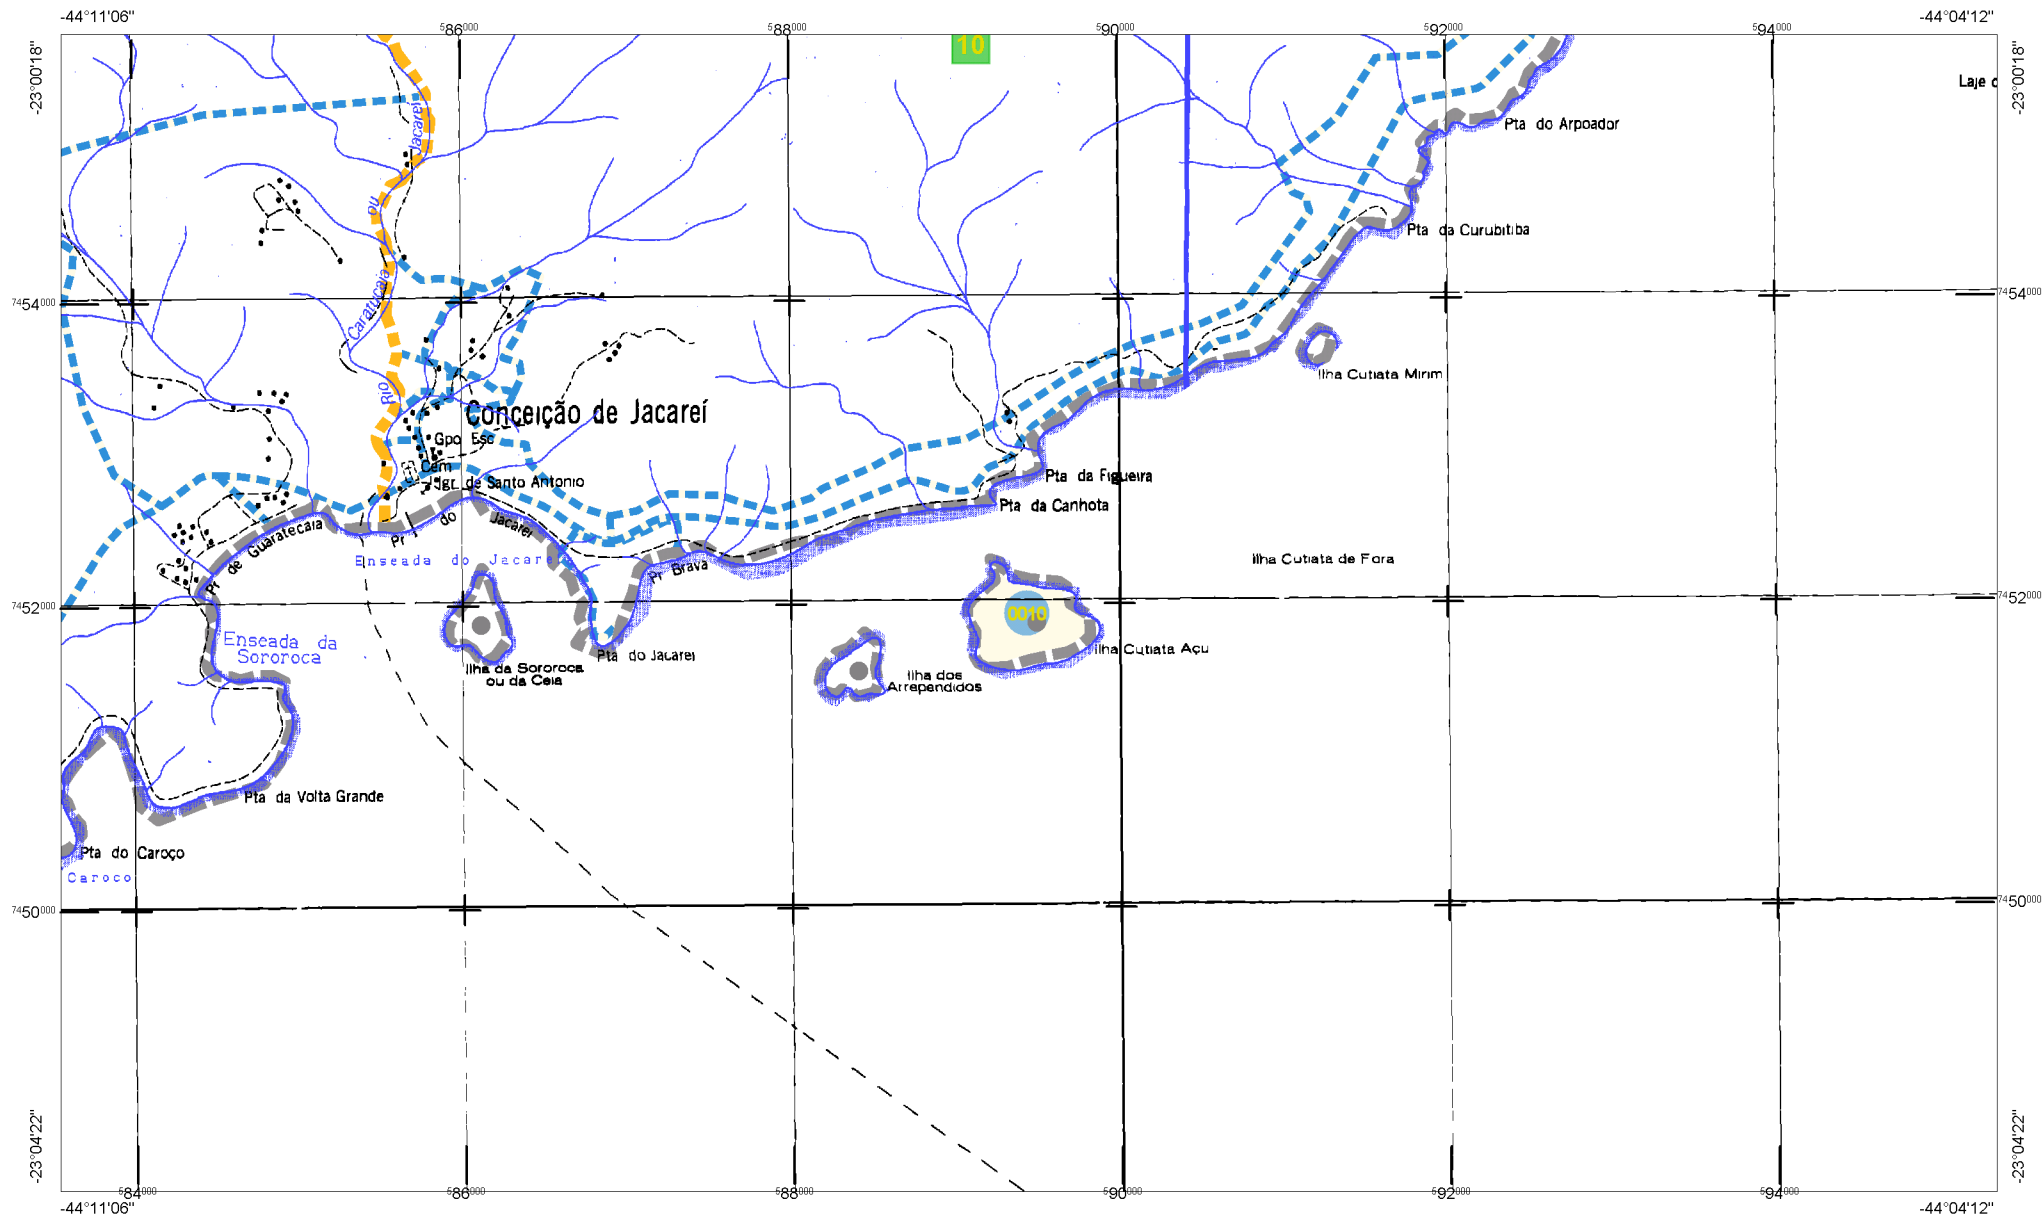 -44°11'06"
-44°04'12"
586000
588000
590000
592000
594000
-23°00'18"
-23°00'18"
10
Laje d
Pta do Arpoador
Jacareí
ou
Pta da Curubitiba
Caratucaia
7454000
7454000
Ilha Cutiata Mirim
Rio
Conceição de Jacareí
Gpo Esc
Cem
Igr. de Santo Antonio
Pta da Figueira
Pta da Canhota
Pr de Guaratecaia
Pr do Jacareí
Enseada do Jacareí
Pr Brava
Ilha Cutiata de Fora
7452000
7452000
0010
Enseada da
Sororoca
Ilha da Sororoca
ou da Ceia
Pta do Jacareí
Ilha dos
Arrependidos
Ilha Cutiata Açu
Pta da Volta Grande
Pta do Caroço
Caroco
7450000
7450000
-23°04'22"
-23°04'22"
584000
586000
588000
590000
592000
594000
-44°11'06"
-44°04'12"